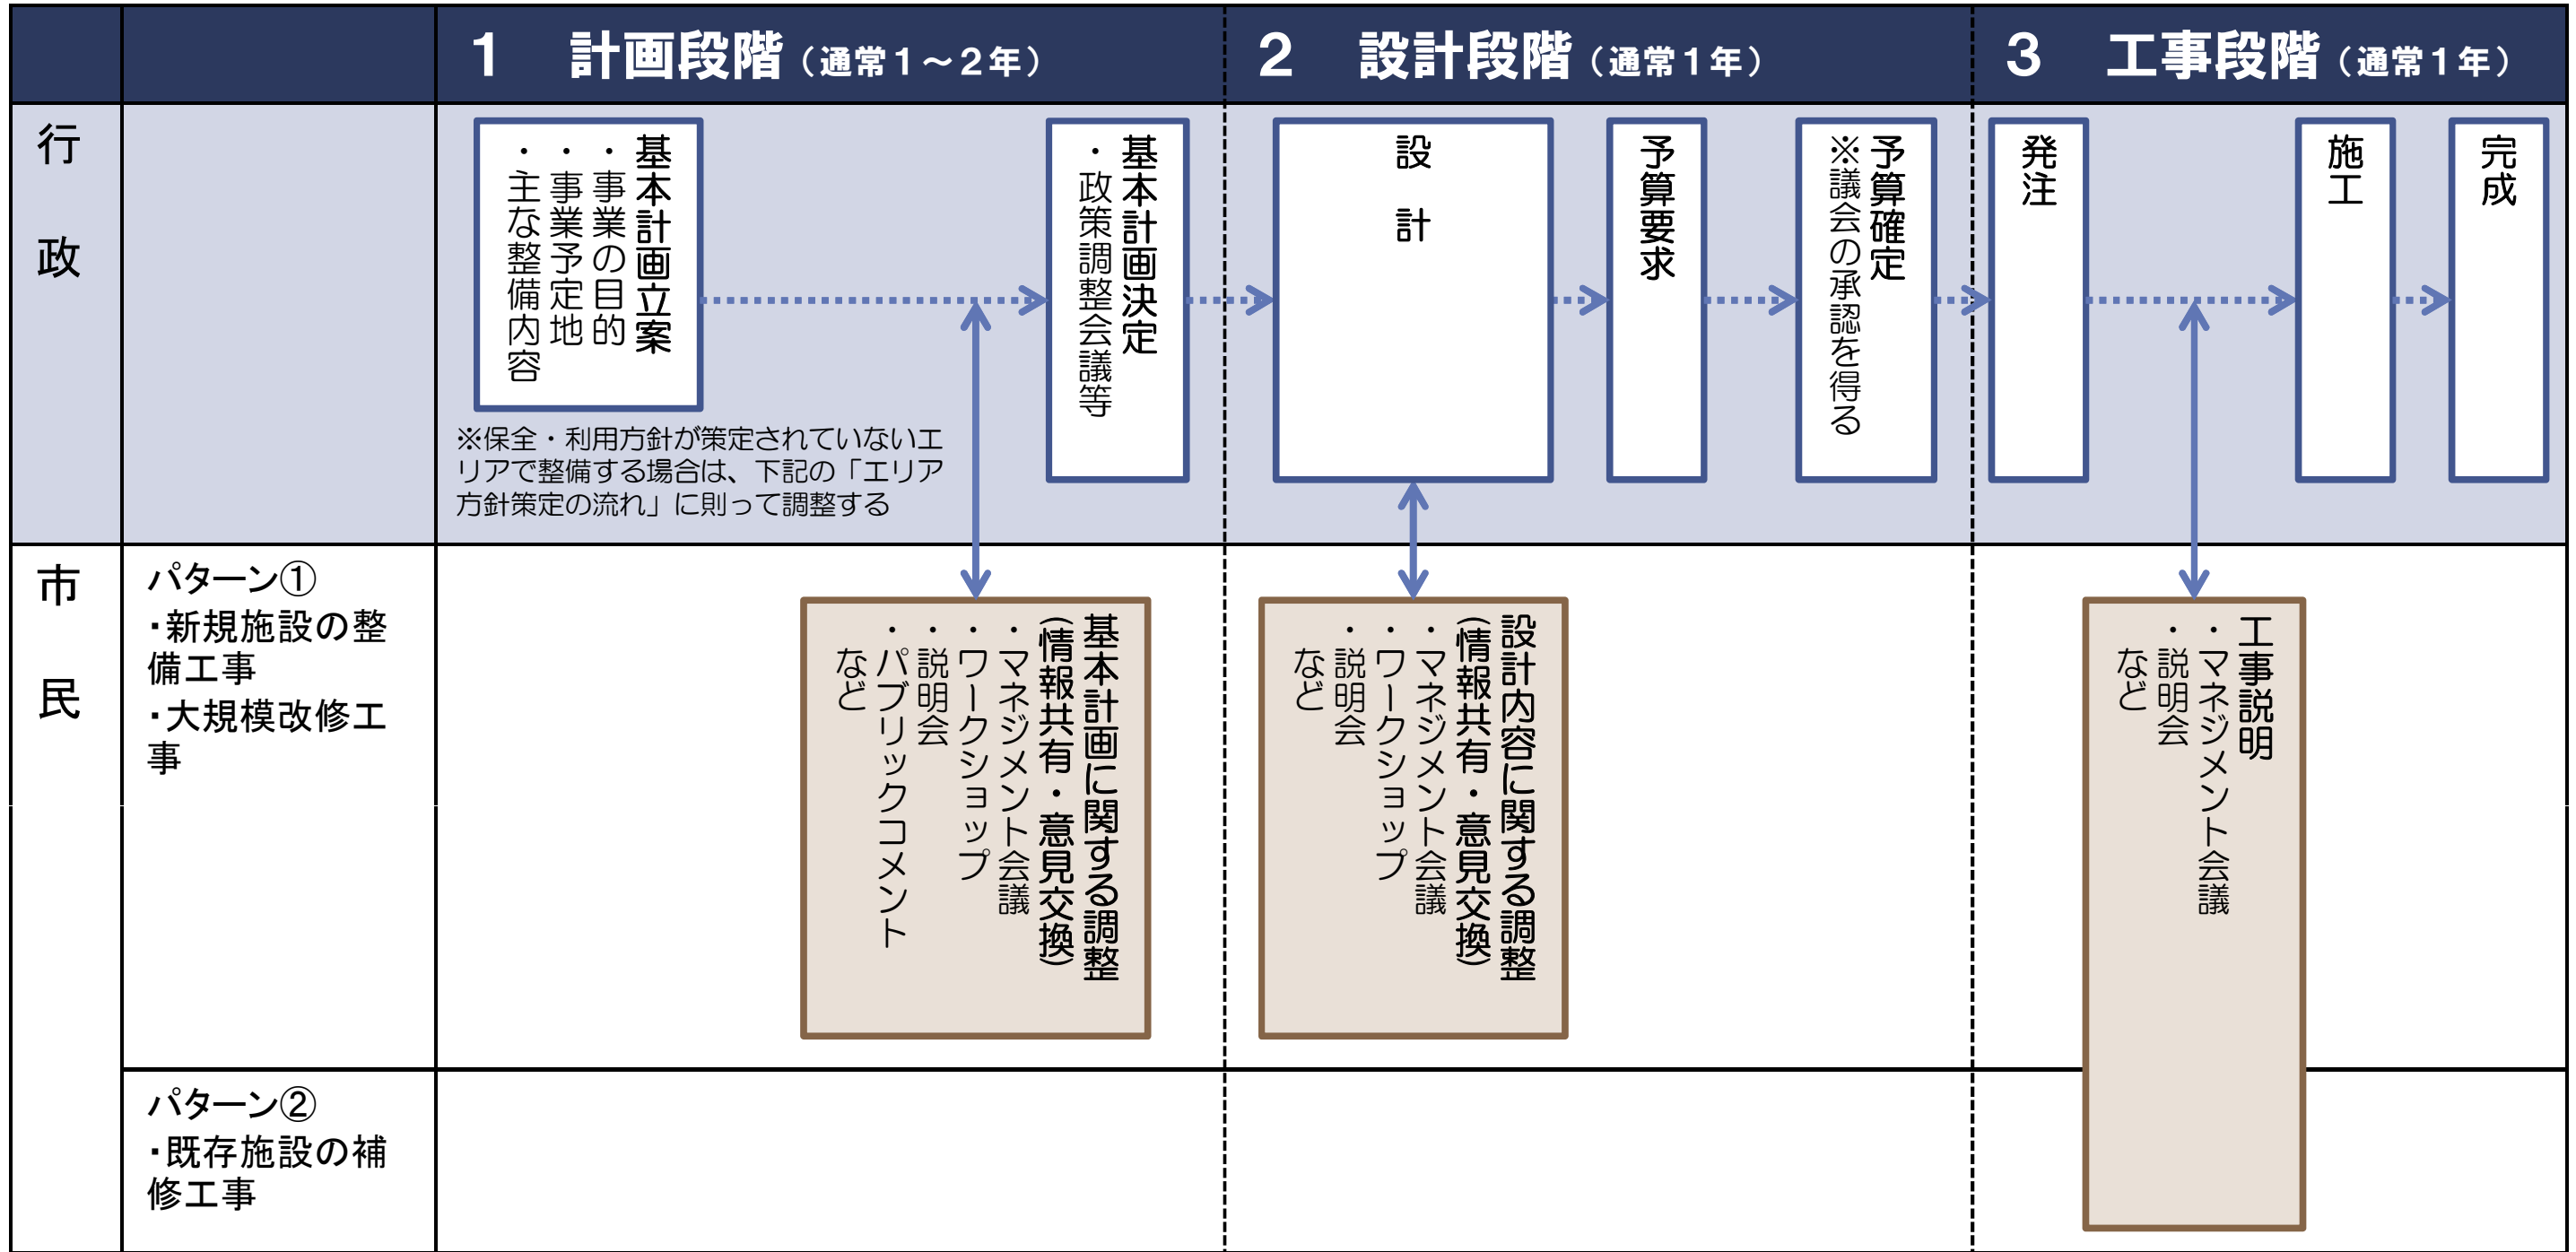 1 計画段階（通常１～２年）
2 設計段階（通常１年）
3 工事段階（通常１年）
行政
基本計画立案
・事業の目的
・事業予定地
・主な整備内容
※保全・利用方針が策定されていないエ
リアで整備する場合は、下記の「エリア
方針策定の流れ」に則って調整する
基本計画決定
・政策調整会議等
設計
予算要求
予算確定
※議会の承認を得る
発注
施工
完成
市民
パターン①
・新規施設の整
備工事
・大規模改修工
事
基本計画に関する調整
（情報共有・意見交換）
・マネジメント会議
・ワークショップ
・説明会
・パブリックコメント
など
設計内容に関する調整
（情報共有・意見交換）
・マネジメント会議
・ワークショップ
・説明会
など
工事説明
・マネジメント会議
・説明会
など
パターン②
・既存施設の補
修工事